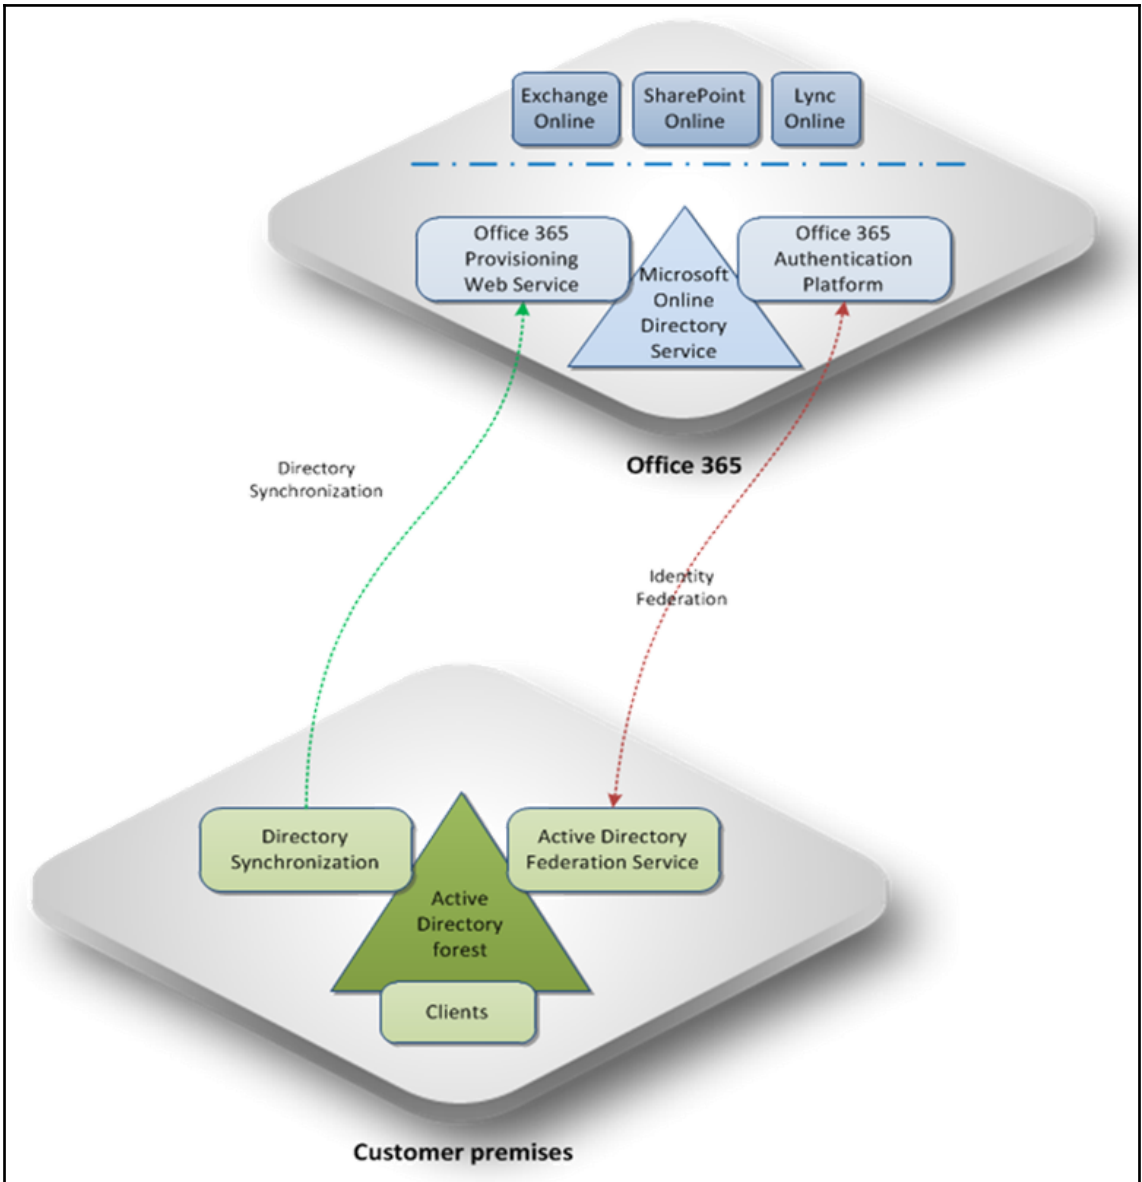 Exchange
Online
SharePoint
Online
Lync
Online
Office 365
Provisioning
Web Service
Microsoft
Online
Directory
Service
Office 365
Authentication
Platform
Office 365
Directory
Synchronization
Identity
Federation
Directory
Synchronization
Active Directory
Federation Service
Active
Directory
forest
Clients
Customer premises